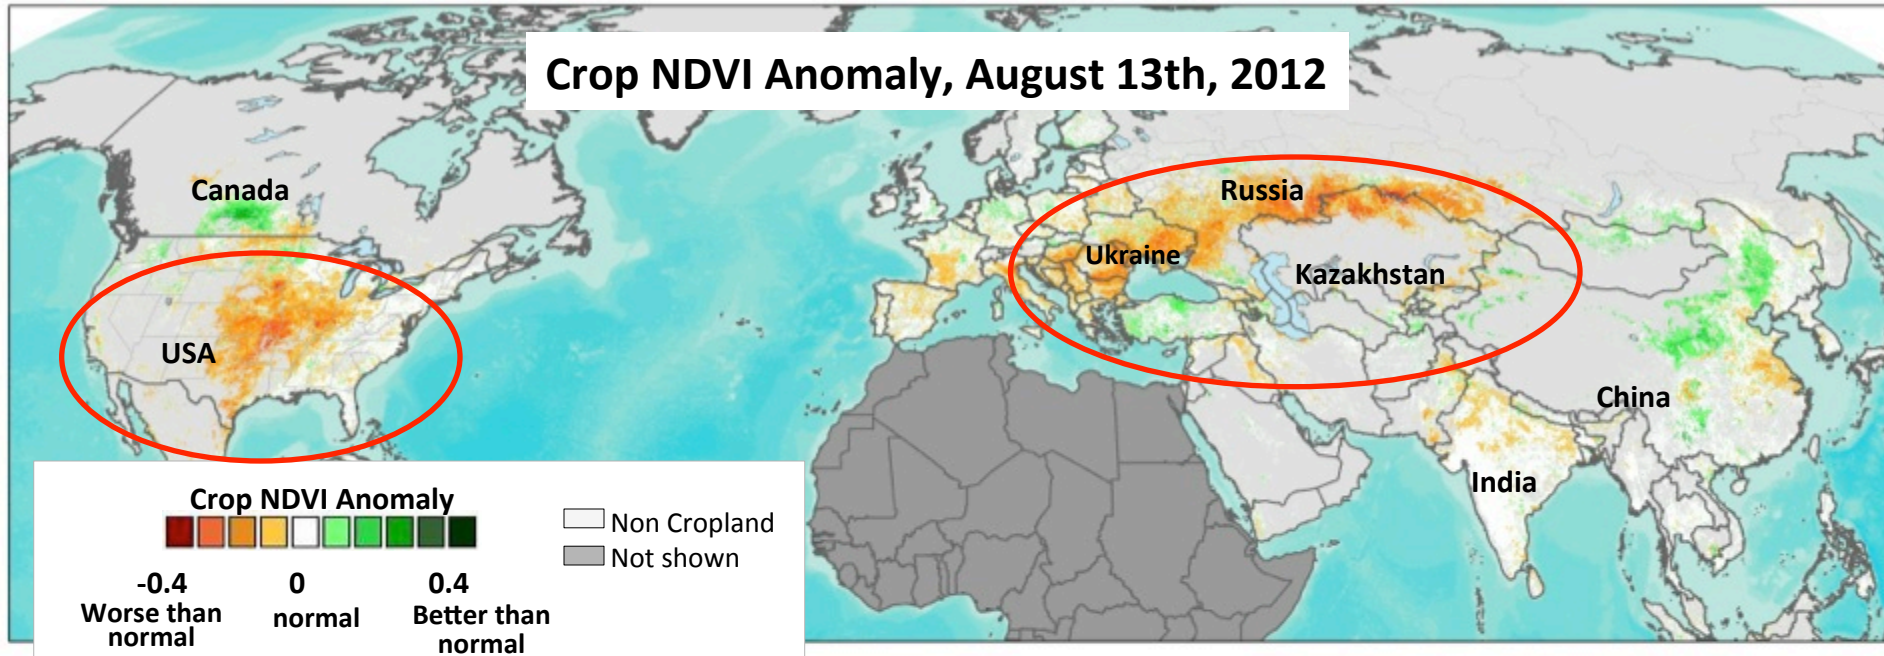 Crop NDVI Anomaly, August 13th, 2012
Canada
Russia
Ukraine
Kazakhstan
USA
China
India
Crop NDVI Anomaly
Non Cropland
Not shown
-0.4
0
0.4
Worse than
normal
normal
Better than
normal